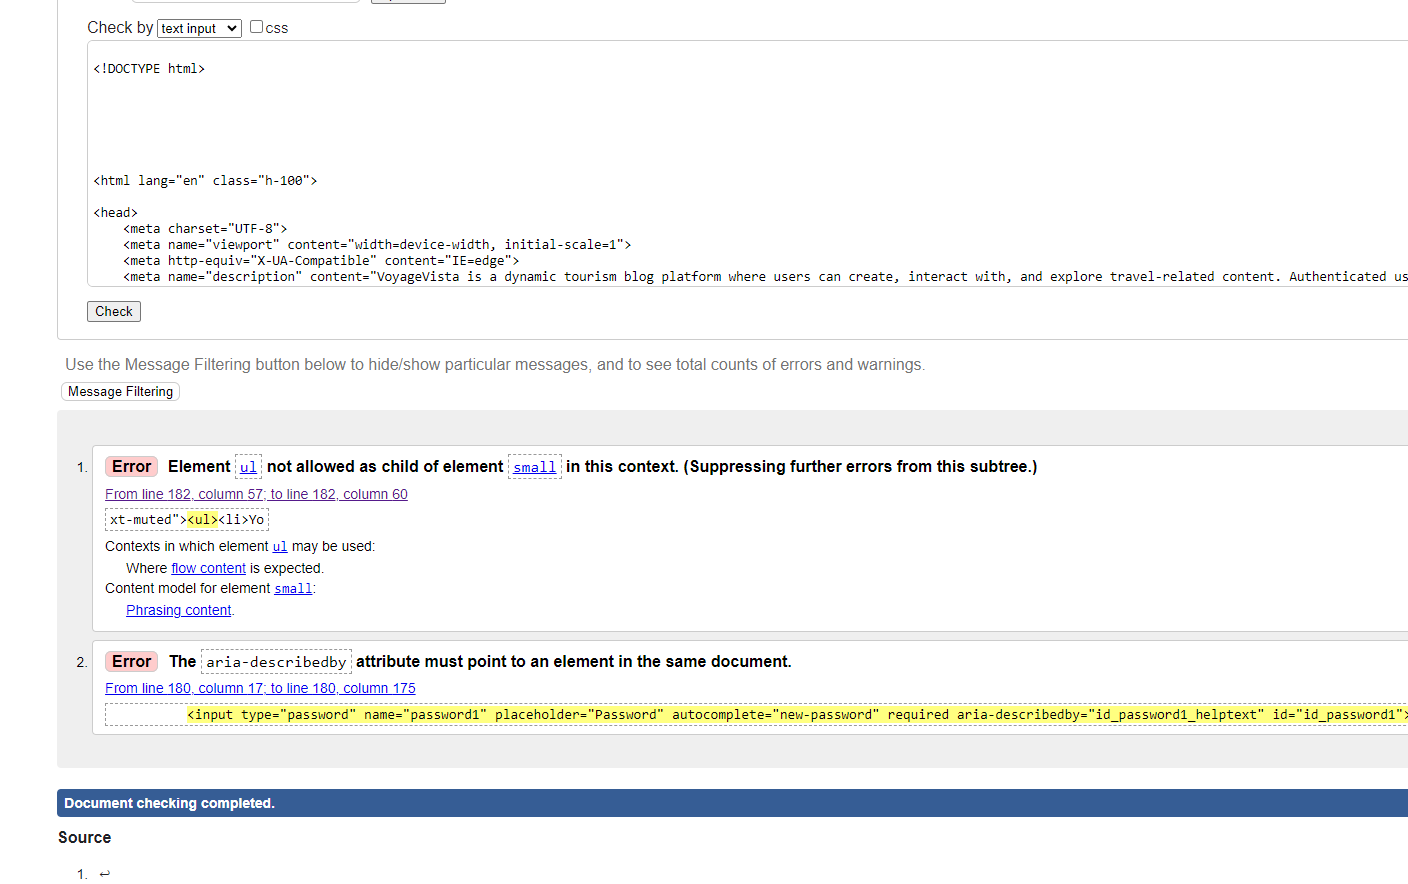 Check by text input css
<!DOCTYPE html>
<html lang="en" class="h-100">
<head>
<meta charset="UTF-8">
<meta name="viewport" content="width=device-width, initial-scale=1">
<meta http-equiv="X-UA-Compatible" content="IE=edge">
<meta name="description" content="VoyageVista is a dynamic tourism blog platform where users can create, interact with, and explore travel-related content. Authenticated us
Check
Use the Message Filtering button below to hide/show particular messages, and to see total counts of errors and warnings.
Message Filtering
1. Error Element ul not allowed as child of element small in this context. (Suppressing further errors from this subtree.)
From line 182, column 57; to line 182, column 60
xt-muted"><ul><li>Yo
Contexts in which element ul may be used:
Where flow content is expected.
Content model for element small:
Phrasing content.
2. Error The aria-describedby attribute must point to an element in the same document.
From line 180, column 17; to line 180, column 175
<input type="password" name="password1" placeholder="Password" autocomplete="new-password" required aria-describedby="id_password1_helptext" id="id_password1">
Document checking completed.
Source
1. ↩